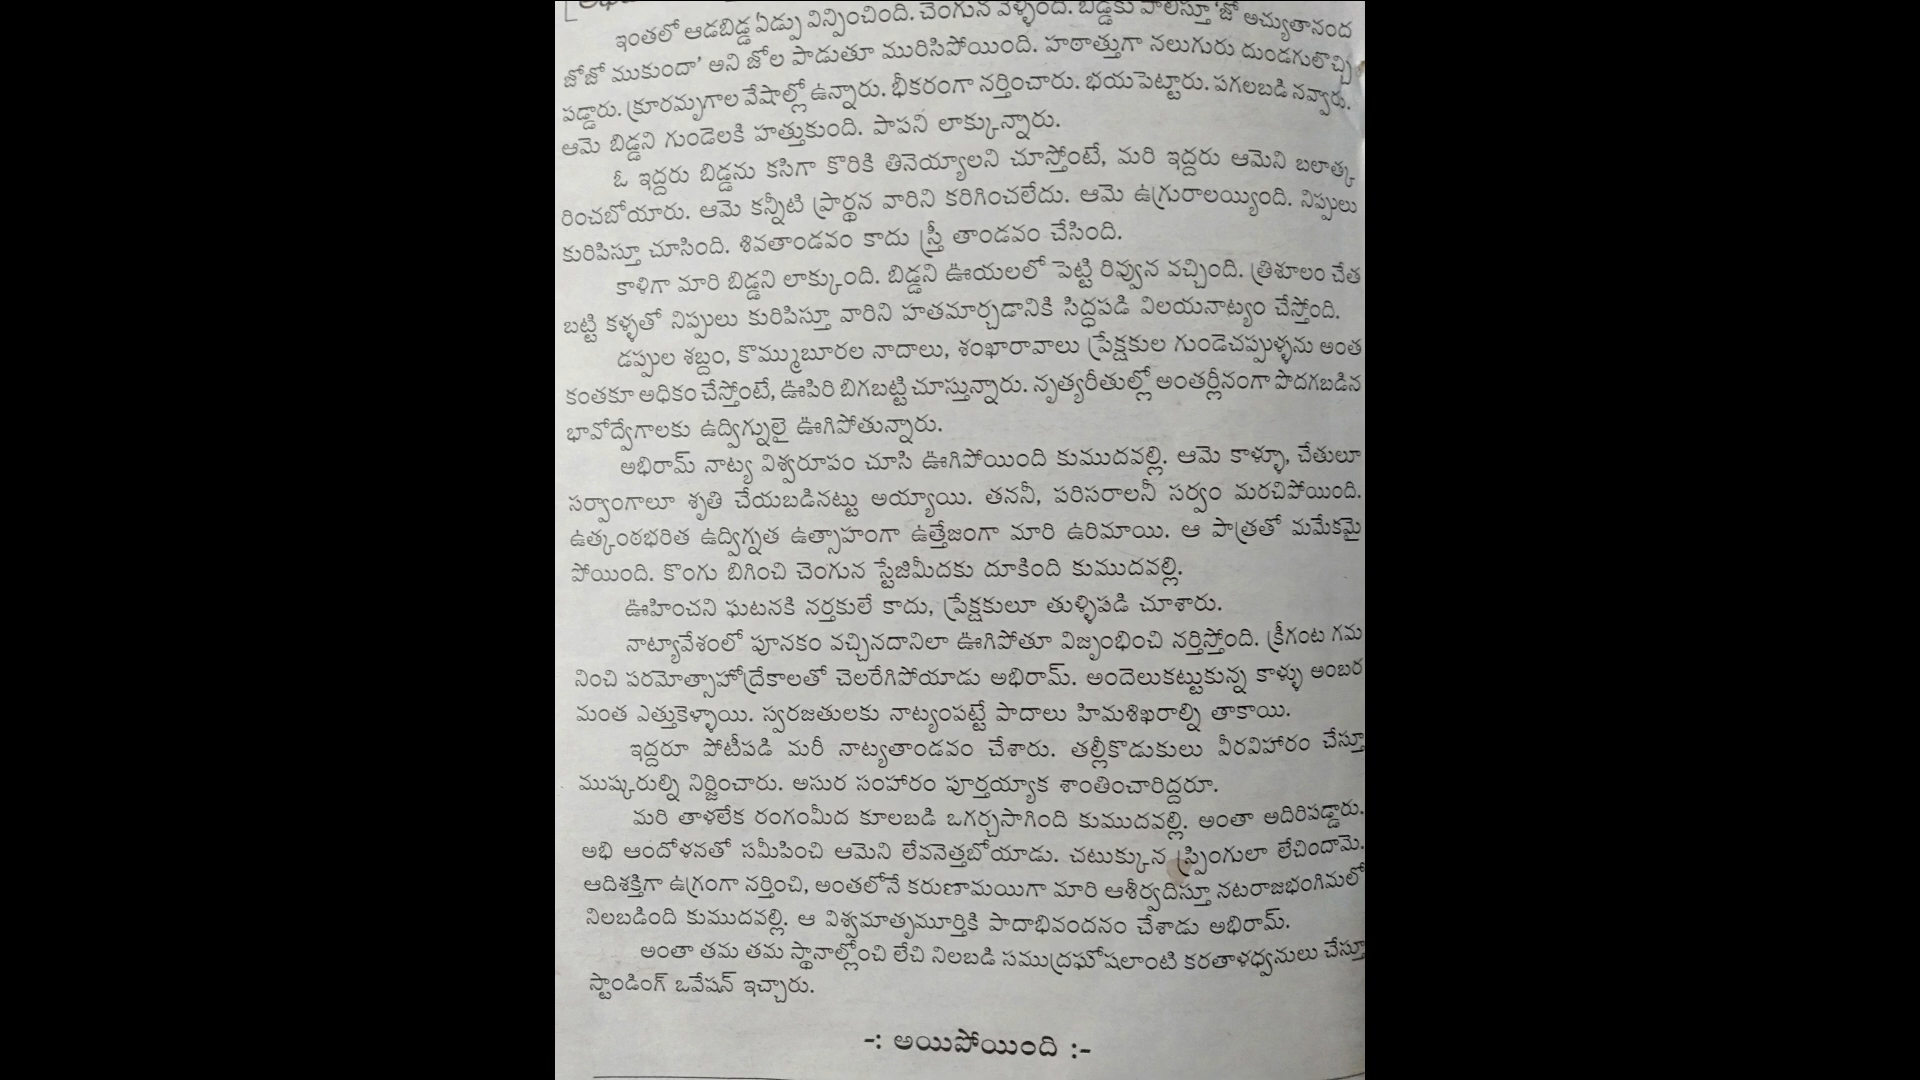 ఇంతలో ఆడబిడ్డ ఏడ్పు విన్పించింది. చెంగున వెళ్ళింది. బిడ్డకు పాలిస్తూ 'జో అచ్యుతానంద
జోజో ముకుందా' అని జోల పాడుతూ మురిసిపోయింది. హఠాత్తుగా నలుగురు దుండగులొచ్చి
పడ్డారు. క్రూరమృగాల వేషాల్లో ఉన్నారు. భీకరంగా నర్తించారు. భయపెట్టారు. పగలబడి నవ్వారు.
ఆమె బిడ్డని గుండెలకి హత్తుకుంది. పాపని లాక్కున్నారు.
ఓ ఇద్దరు బిడ్డను కసిగా కొరికి తినెయ్యాలని చూస్తోంటే, మరి ఇద్దరు ఆమెని బలాత్క
రించబోయారు. ఆమె కన్నీటి ప్రార్థన వారిని కరిగించలేదు. ఆమె ఉగ్రురాలయ్యింది. నిప్పులు
కురిపిస్తూ చూసింది. శివతాండవం కాదు స్త్రీ తాండవం చేసింది.
కాళిగా మారి బిడ్డని లాక్కుంది. బిడ్డని ఊయలలో పెట్టి రివ్వున వచ్చింది. త్రిశూలం చేత
బట్టి కళ్ళతో నిప్పులు కురిపిస్తూ వారిని హతమార్చడానికి సిద్ధపడి విలయనాట్యం చేస్తోంది.
డప్పుల శబ్దం, కొమ్ముబూరల నాదాలు, శంఖారావాలు ప్రేక్షకుల గుండెచప్పుళ్ళను అంత
కంతకూ అధికం చేస్తోంటే, ఊపిరి బిగబట్టి చూస్తున్నారు. నృత్యరీతుల్లో అంతర్లీనంగా పొదగబడిన
భావోద్వేగాలకు ఉద్విగ్నులై ఊగిపోతున్నారు.
అభిరామ్ నాట్య విశ్వరూపం చూసి ఊగిపోయింది కుముదవల్లి. ఆమె కాళ్ళూ, చేతులూ
సర్వాంగాలూ శృతి చేయబడినట్టు అయ్యాయి. తననీ, పరిసరాలనీ సర్వం మరచిపోయింది.
ఉత్కంఠభరిత ఉద్విగ్నత ఉత్సాహంగా ఉత్తేజంగా మారి ఉరిమాయి. ఆ పాత్రతో మమేకమై
పోయింది. కొంగు బిగించి చెంగున స్టేజిమీదకు దూకింది కుముదవల్లి.
ఊహించని ఘటనకి నర్తకులే కాదు, ప్రేక్షకులూ తుళ్ళిపడి చూశారు.
నాట్యావేశంలో పూనకం వచ్చినదానిలా ఊగిపోతూ విజృంభించి నర్తిస్తోంది. క్రీగంట గమ
నించి పరమోత్సాహోద్రేకాలతో చెలరేగిపోయాడు అభిరామ్. అందెలుకట్టుకున్న కాళ్ళు అంబర
మంత ఎత్తుకెళ్ళాయి. స్వరజతులకు నాట్యంపట్టే పాదాలు హిమశిఖరాల్ని తాకాయి.
ఇద్దరూ పోటీపడి మరీ నాట్యతాండవం చేశారు. తల్లీకొడుకులు వీరవిహారం చేస్తూ
ముష్కరుల్ని నిర్జించారు. అసుర సంహారం పూర్తయ్యాక శాంతించారిద్దరూ.
మరి తాళలేక రంగంమీద కూలబడి ఒగర్చసాగింది కుముదవల్లి. అంతా అదిరిపడ్డారు.
అభి ఆందోళనతో సమీపించి ఆమెని లేవనెత్తబోయాడు. చటుక్కున స్ప్రింగులా లేచిందామె.
ఆదిశక్తిగా ఉగ్రంగా నర్తించి, అంతలోనే కరుణామయిగా మారి ఆశీర్వదిస్తూ నటరాజభంగిమలో
నిలబడింది కుముదవల్లి. ఆ విశ్వమాతృమూర్తికి పాదాభివందనం చేశాడు అభిరామ్.
అంతా తమ తమ స్థానాల్లోంచి లేచి నిలబడి సముద్రఘోషలాంటి కరతాళధ్వనులు చేస్తూ
స్టాండింగ్ ఒవేషన్ ఇచ్చారు.
-: అయిపోయింది :-